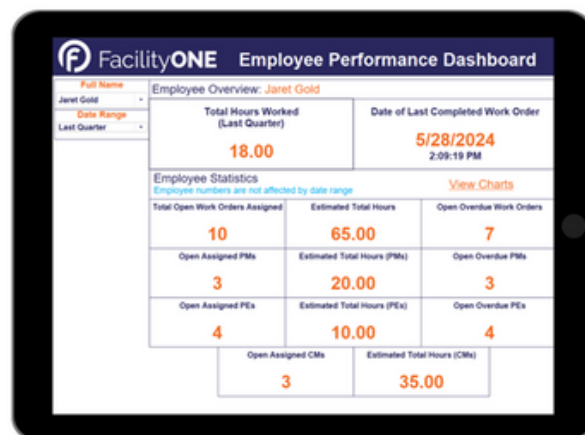 FacilityONE Employee Performance Dashboard
Full Name
Jaret Gold
Date Range
Last Quarter
Employee Overview: Jaret Gold
Total Hours Worked
(Last Quarter)
18.00
Date of Last Completed Work Order
5/28/2024
2:09:19 PM
Employee Statistics
Employee numbers are not affected by date range
View Charts
Total Open Work Orders Assigned
10
Estimated Total Hours
65.00
Open Overdue Work Orders
7
Open Assigned PMs
3
Estimated Total Hours (PMs)
20.00
Open Overdue PMs
3
Open Assigned PEs
4
Estimated Total Hours (PEs)
10.00
Open Overdue PEs
4
Open Assigned CMs
3
Estimated Total Hours (CMs)
35.00